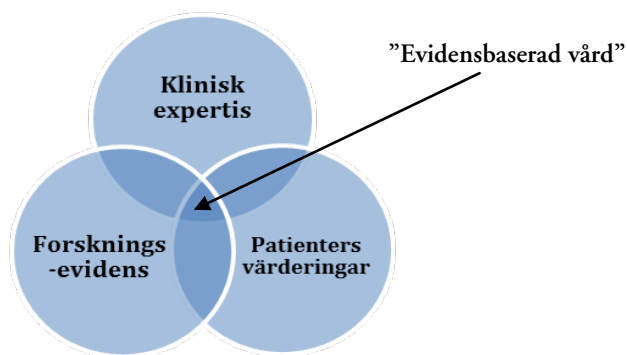 ”Evidensbaserad vård”
Klinisk
expertis
Forsknings
-evidens
Patienters
värderingar